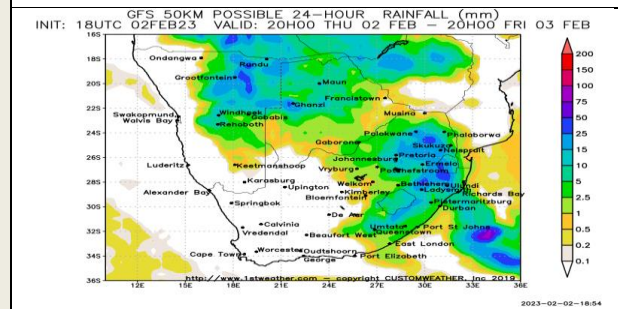 GFS 50KM POSSIBLE 24-HOUR RAINFALL (mm)
INIT: 18UTC 02FEB23 VALID: 20H00 THU 02 FEB - 20H00 FRI 03 FEB
16S
18S
20S
22S
24S
26S
28S
30S
32S
34S
36S
Ondangwa
Rundu
Grootfontein
Maun
Francistown
Ghanzi
Windhoek
Gobabis
Rehoboth
Swakopmund
Walvis Bay
Musina
Polokwane
Phalaborwa
Skukuza
Nelspruit
Gaborone
Pretoria
Johannesburg
Ermelo
Vryburg
Potchefstroom
Luderitz
Keetmanshoop
Karasburg
Upington
Welkom
Bethlehem
Ulundi
Ladysmith
Richards Bay
Kimberley
Bloemfontein
Alexander Bay
Springbok
Pietermaritzburg
Durban
De Aar
Calvinia
Vredendal
Beaufort West
Umtata
Port St Johns
Queenstown
East London
Worcester
Oudtshoorn
Cape Town
George
Port Elizabeth
http://www.1stweather.com - copyright CUSTOMWEATHER, Inc 2019
12E 15E 18E 21E 24E 27E 30E 33E 36E
200
150
100
75
50
25
15
10
5
2.5
1
0.5
0.2
0.1
2023-02-02-18:54